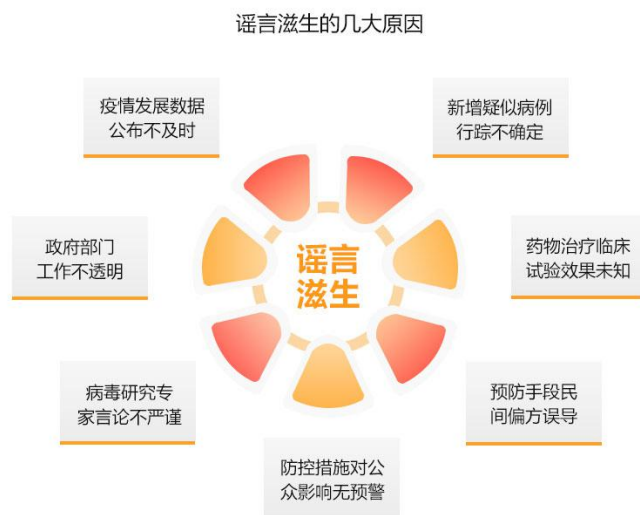 谣言滋生的几大原因
疫情发展数据
公布不及时
新增疑似病例
行踪不确定
政府部门
工作不透明
谣言
滋生
药物治疗临床
试验效果未知
病毒研究专
家言论不严谨
预防手段民
间偏方误导
防控措施对公
众影响无预警